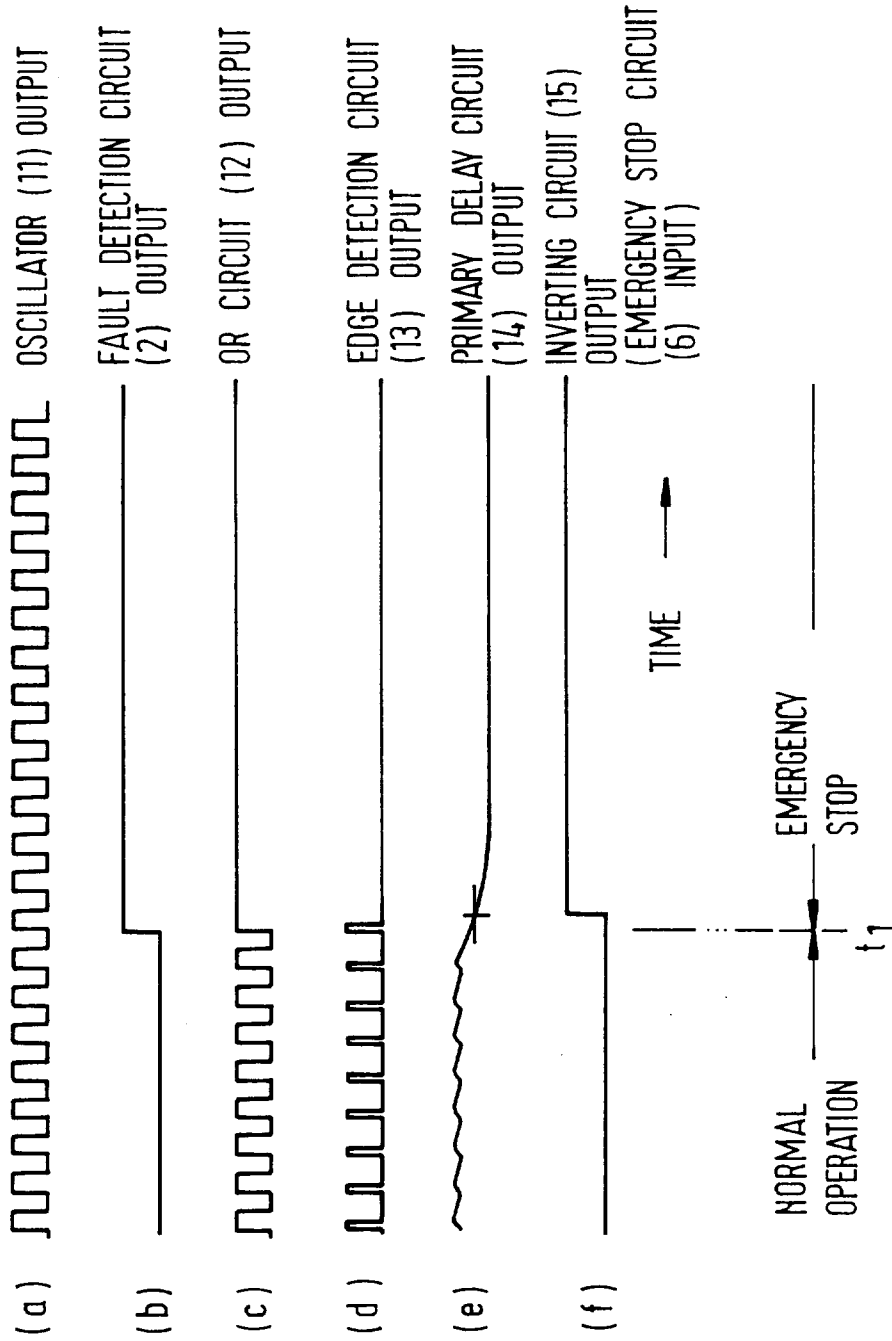 (a) OSCILLATOR (11) OUTPUT
(b) FAULT DETECTION CIRCUIT
(2) OUTPUT
(c) OR CIRCUIT (12) OUTPUT
(d) EDGE DETECTION CIRCUIT
(13) OUTPUT
(e) PRIMARY DELAY CIRCUIT
(14) OUTPUT
(f) INVERTING CIRCUIT (15)
OUTPUT
(EMERGENCY STOP CIRCUIT
(6) INPUT)
TIME
NORMAL
OPERATION
EMERGENCY
STOP
t1